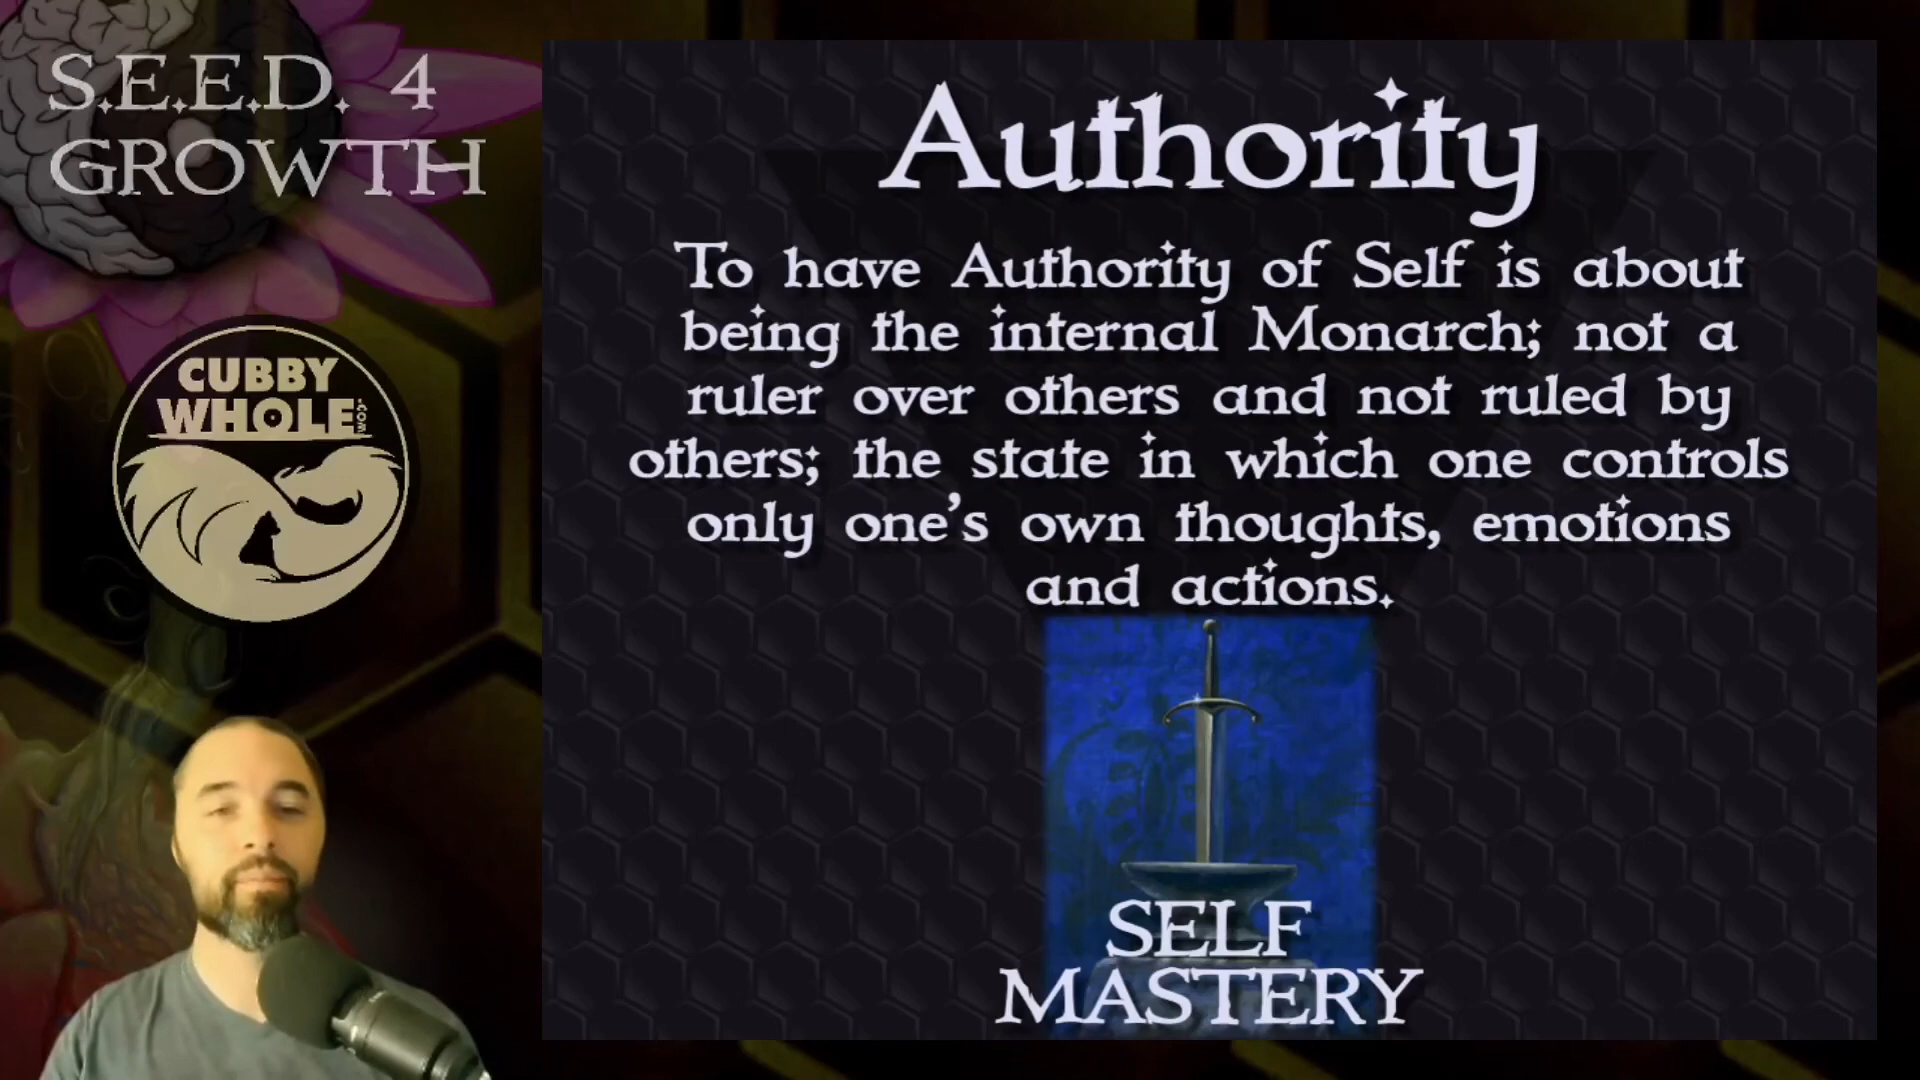 S.E.E.D. 4
GROWTH
CUBBY
WHOLE.COM
Authority
To have Authority of Self is about
being the internal Monarch; not a
ruler over others and not ruled by
others; the state in which one controls
only one's own thoughts, emotions
and actions.
SELF
MASTERY